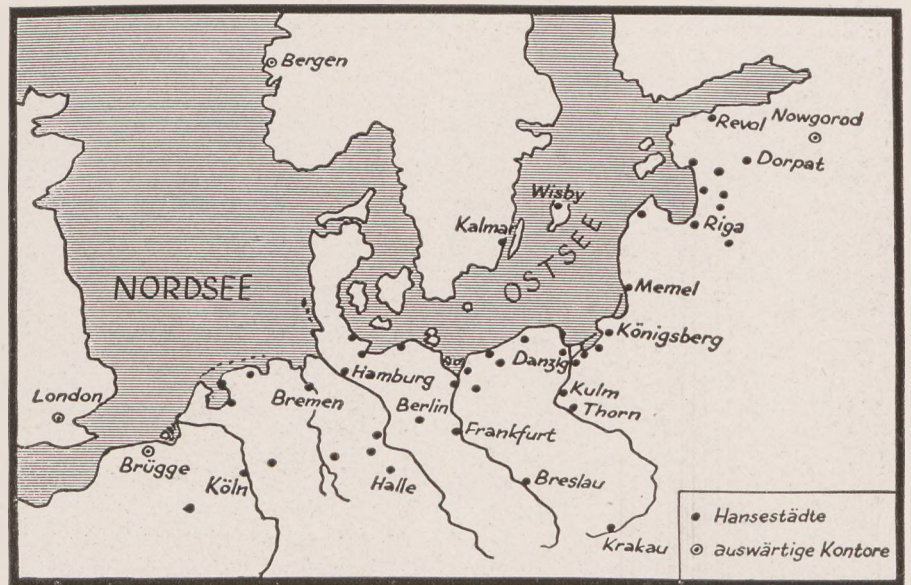 Bergen
Reval
Nowgorod
Dorpat
Wisby
Kalmar
Riga
OSTSEE
NORDSEE
Memel
Königsberg
Danzig
Hamburg
Kulm
London
Bremen
Berlin
Thorn
Frankfurt
Brügge
Köln
Halle
Breslau
Krakau
Hansestädte
auswärtige Kontore